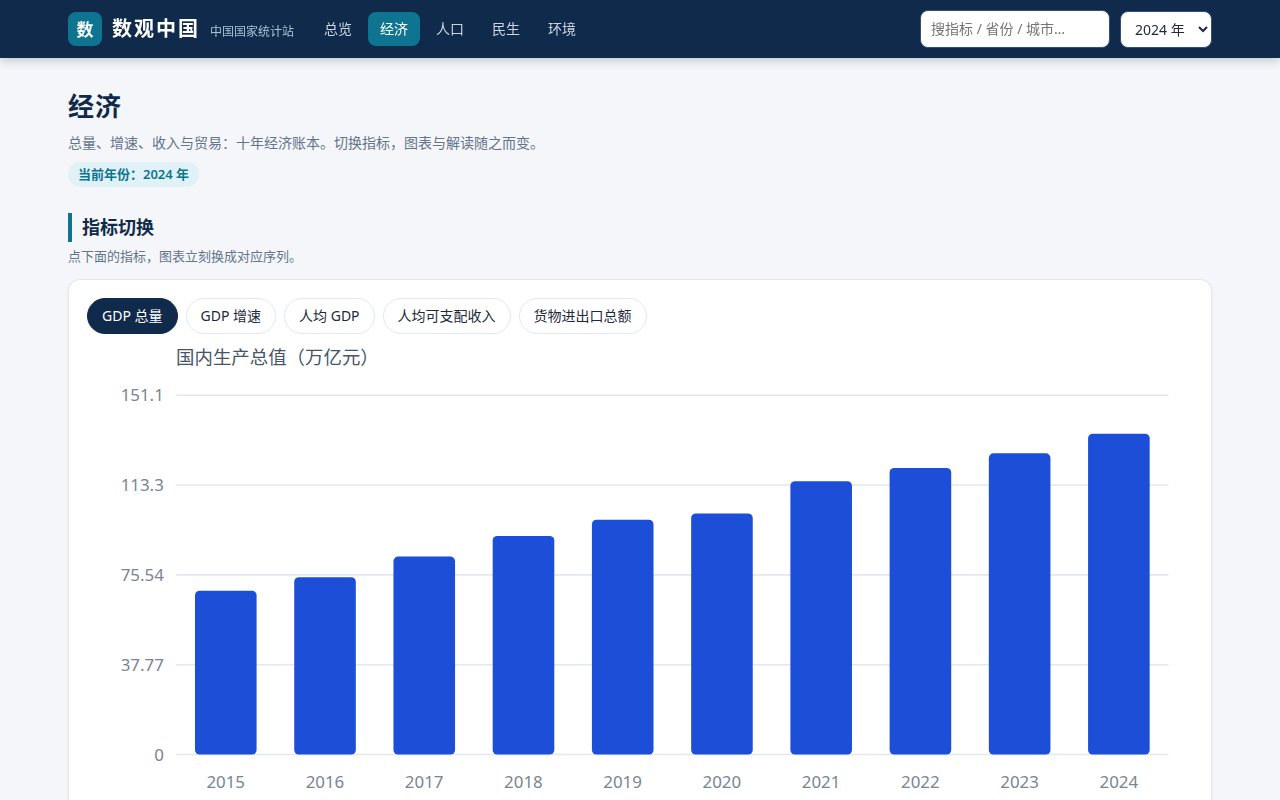 数 数观中国 中国国家统计站 总览 经济 人口 民生 环境 搜指标 / 省份 / 城市... 2024 年
经济
总量、增速、收入与贸易：十年经济账本。切换指标，图表与解读随之而变。
当前年份：2024 年
指标切换
点下面的指标，图表立刻换成对应序列。
GDP 总量 GDP 增速 人均 GDP 人均可支配收入 货物进出口总额
国内生产总值（万亿元）
151.1
113.3
75.54
37.77
0
2015 2016 2017 2018 2019 2020 2021 2022 2023 2024